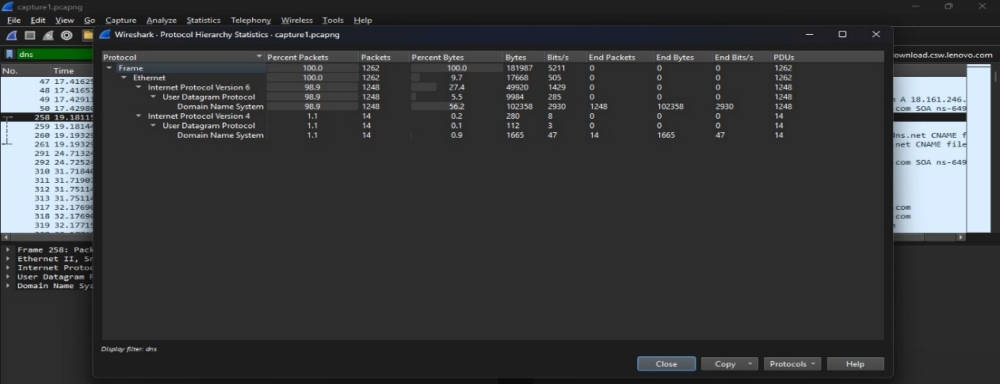 capture1.pcapng
File Edit View Go Capture Analyze Statistics Telephony Wireless Tools Help
Wireshark · Protocol Hierarchy Statistics · capture1.pcapng
dns
ownload.csw.lenovo.com
No. Time
47 17.41625
48 17.41657
49 17.42911 A 18.161.246.
50 17.42980 .com SOA ns-649
258 19.18115
259 19.18144
260 19.19329 dns.net CNAME f
261 19.19329 net CNAME file
291 24.71324
292 24.72524 com SOA ns-649
310 31.71840
311 31.71907
312 31.75114
313 31.75114
317 32.17690 com
318 32.17690 com
319 32.17715
Protocol Percent Packets Packets Percent Bytes Bytes Bits/s End Packets End Bytes End Bits/s PDUs
Frame 100.0 1262 100.0 181987 5211 0 0 0 1262
Ethernet 100.0 1262 9.7 17668 505 0 0 0 1262
Internet Protocol Version 6 98.9 1248 27.4 49920 1429 0 0 0 1248
User Datagram Protocol 98.9 1248 5.5 9984 285 0 0 0 1248
Domain Name System 98.9 1248 56.2 102358 2930 1248 102358 2930 1248
Internet Protocol Version 4 1.1 14 0.2 280 8 0 0 0 14
User Datagram Protocol 1.1 14 0.1 112 3 0 0 0 14
Domain Name System 1.1 14 0.9 1665 47 14 1665 47 14
Frame 258: Pack
Ethernet II, Sr
Internet Protoc
User Datagram P
Domain Name Sys
Display filter: dns
Close Copy Protocols Help